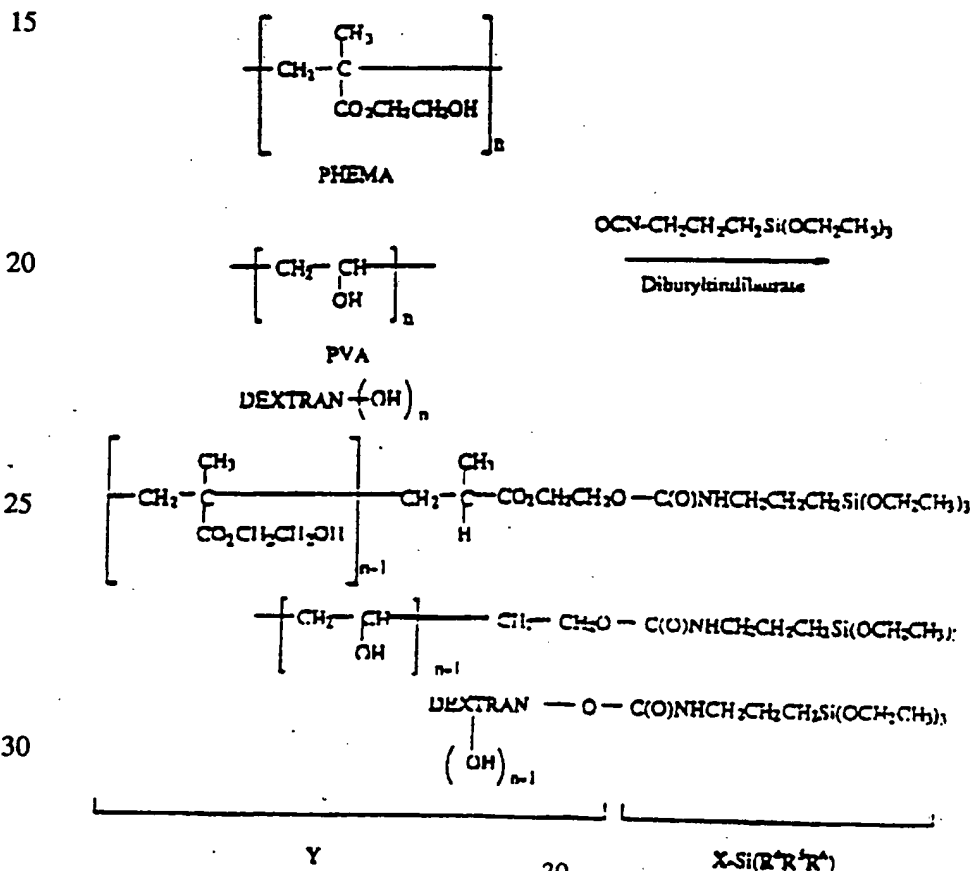 15
CH3
CH2 C
CO2CH2CH2OH
n
PHEMA
OCN-CH2CH2CH2Si(OCH2CH3)3
20
CH2 CH
Dibutyltindilaurate
OH
n
PVA
DEXTRAN (OH)n
CH3 CH3
25
CH2 C CH2 C CO2CH2CH2O C(O)NHCH2CH2CH2Si(OCH2CH3)3
CO2CH2CH2OH H
n-1
CH2 CH CH2 CH2O C(O)NHCH2CH2CH2Si(OCH2CH3)
OH
n-1
DEXTRAN O C(O)NHCH2CH2CH2Si(OCH2CH3)3
30
(OH)n-1
Y